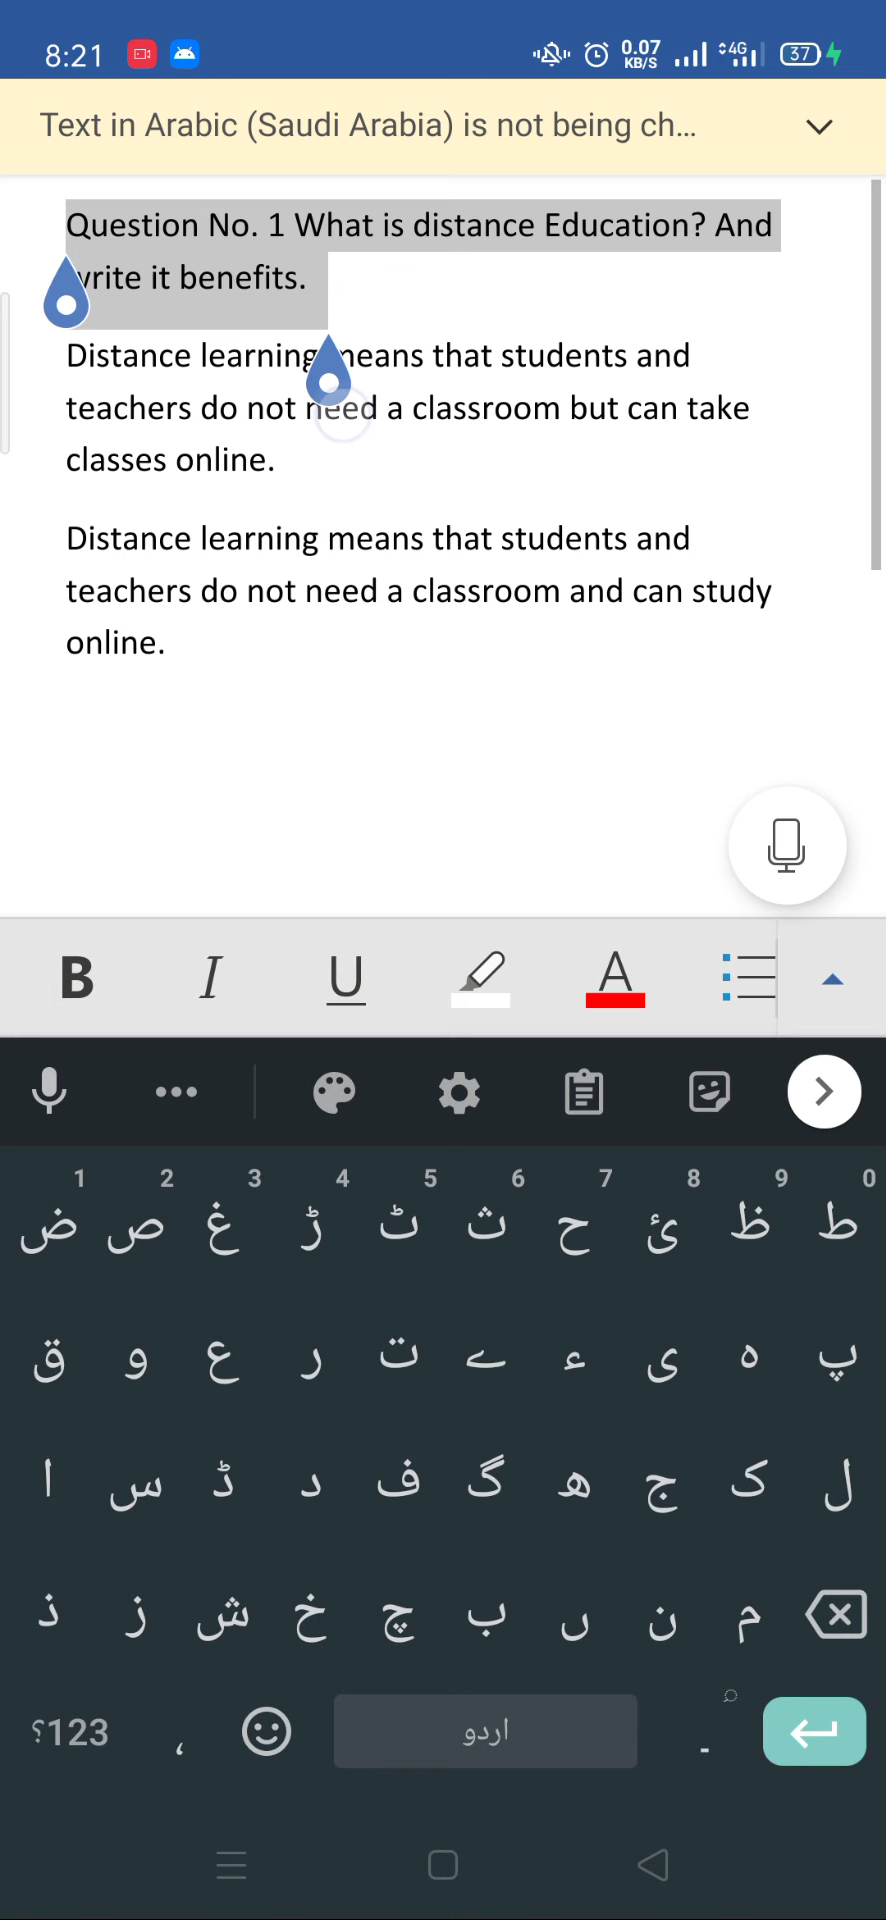 8:21 0.07 KB/S 4G 37
Text in Arabic (Saudi Arabia) is not being ch...
Question No. 1 What is distance Education? And
write it benefits.
Distance learning means that students and
teachers do not need a classroom but can take
classes online.
Distance learning means that students and
teachers do not need a classroom and can study
online.
B I U A
1 2 3 4 5 6 7 8 9 0
ض ص غ ڑ ٹ ث ح ئ ظ ط
ق و ع ر ت ے ء ی ہ پ
ا س ڈ د ف گ ھ ج ک ل
ذ ز ش خ چ ب ں ن م
؟123 ، اردو ۔